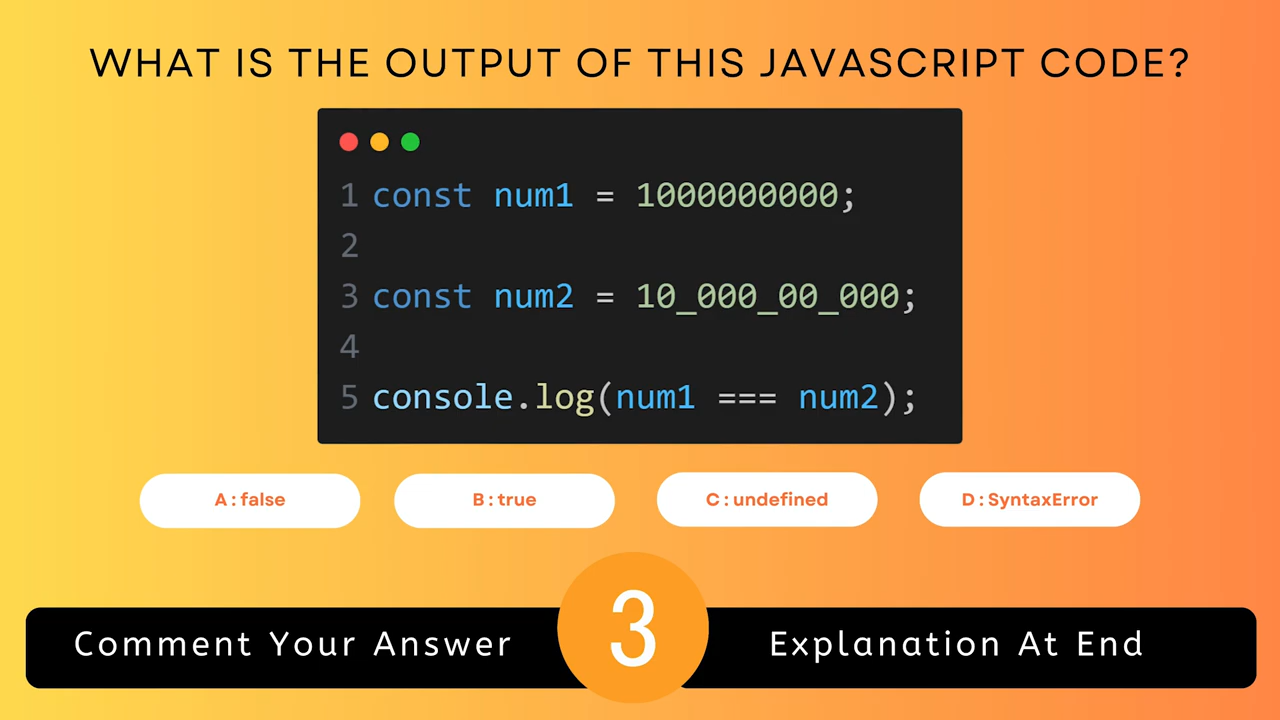 WHAT IS THE OUTPUT OF THIS JAVASCRIPT CODE?
1 const num1 = 1000000000;
2
3 const num2 = 10_000_00_000;
4
5 console.log(num1 === num2);
A : false
B : true
C : undefined
D : SyntaxError
Comment Your Answer
3
Explanation At End